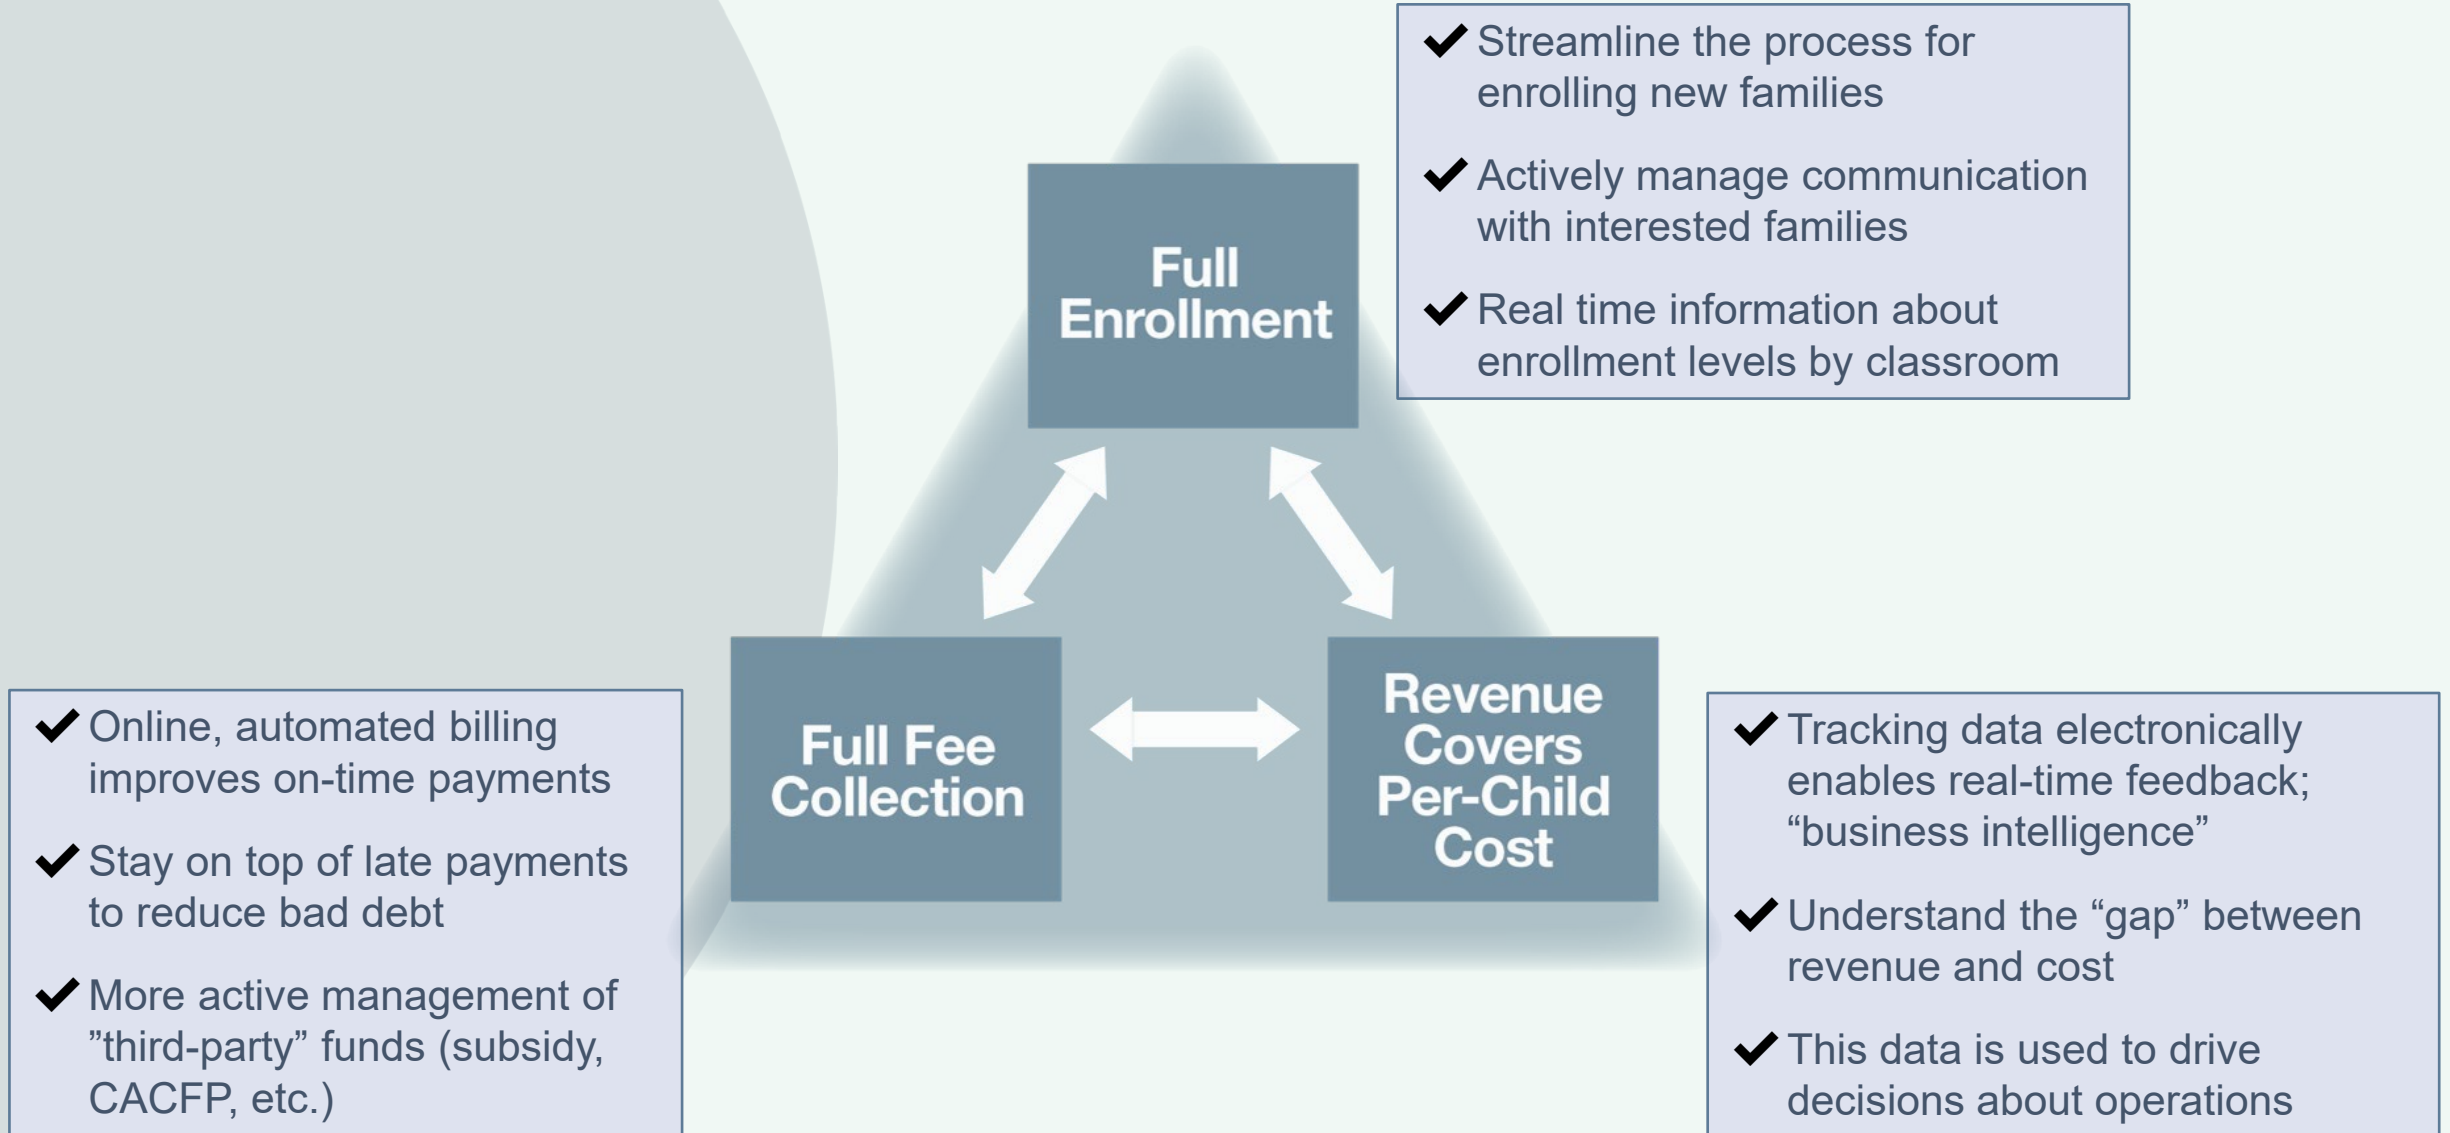 Streamline the process for
enrolling new families
Actively manage communication
with interested families
Real time information about
enrollment levels by classroom
Full
Enrollment
Full Fee
Collection
Revenue
Covers
Per-Child
Cost
Online, automated billing
improves on-time payments
Stay on top of late payments
to reduce bad debt
More active management of
”third-party” funds (subsidy,
CACFP, etc.)
Tracking data electronically
enables real-time feedback;
“business intelligence”
Understand the “gap” between
revenue and cost
This data is used to drive
decisions about operations